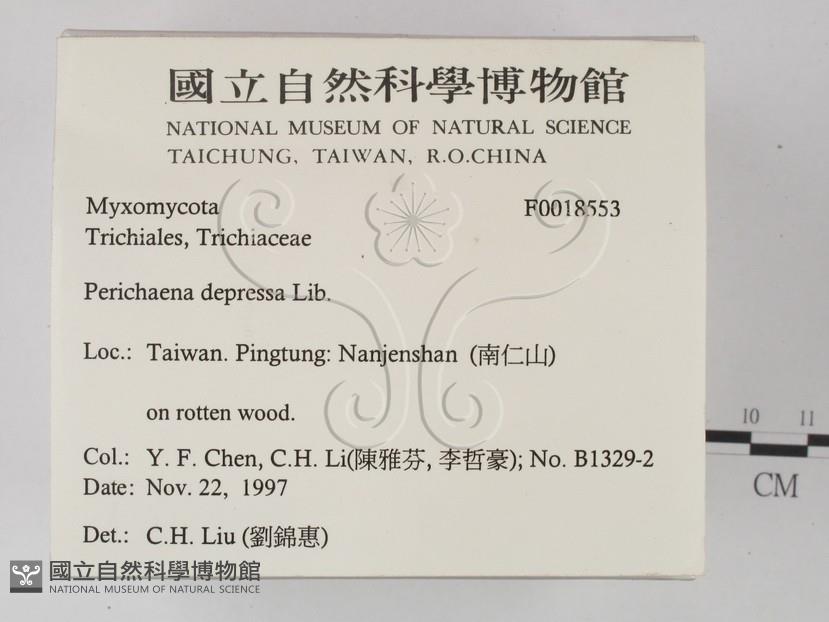 國立自然科學博物館
NATIONAL MUSEUM OF NATURAL SCIENCE
TAICHUNG, TAIWAN, R.O.CHINA
Myxomycota F0018553
Trichiales, Trichiaceae
Perichaena depressa Lib.
Loc.: Taiwan. Pingtung: Nanjenshan (南仁山)
on rotten wood.
Col.: Y. F. Chen, C.H. Li(陳雅芬, 李哲豪); No. B1329-2
Date: Nov. 22, 1997
Det.: C.H. Liu (劉錦惠)
10 11
CM
國立自然科學博物館
NATIONAL MUSEUM OF NATURAL SCIENCE